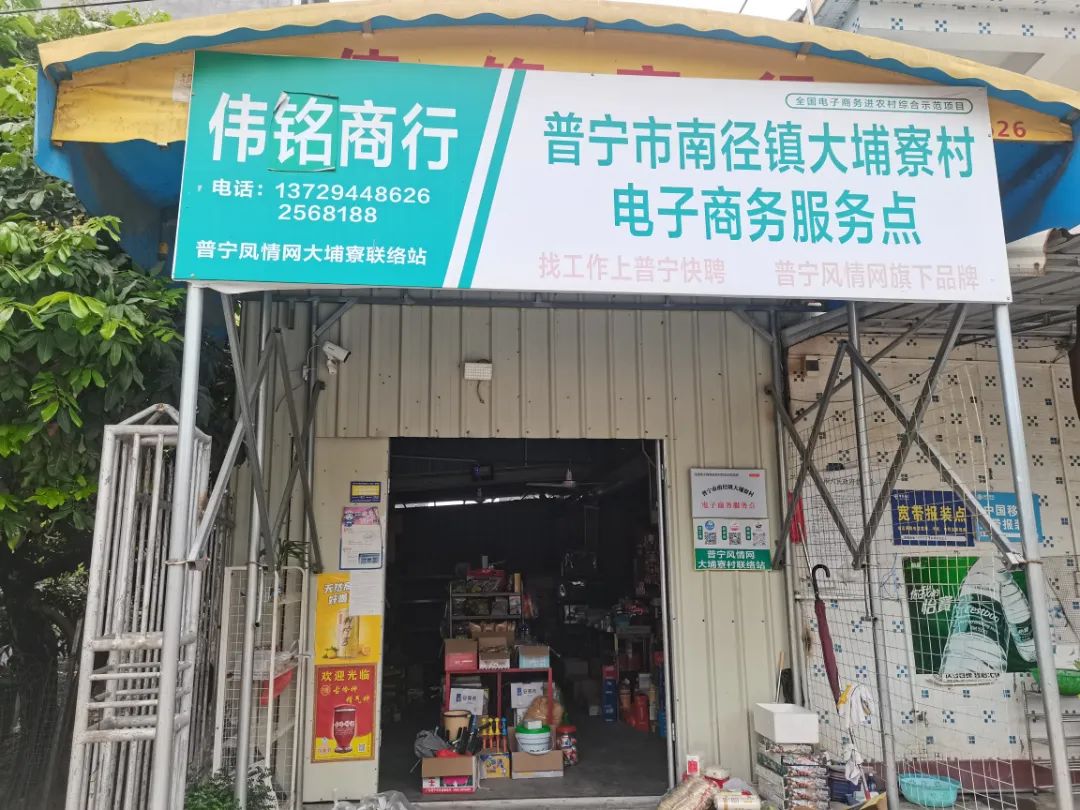 伟铭商行
电话：13729448626
2568188
普宁凤情网大埔寮联络站
全国电子商务进农村综合示范项目
普宁市南径镇大埔寮村
电子商务服务点
找工作上普宁快聘
普宁风情网旗下品牌
26
普宁市南径镇大埔寮村
电子商务服务点
普宁风情网
大埔寮村联络站
宽带报装点
中国移
欢迎光临
怡寶